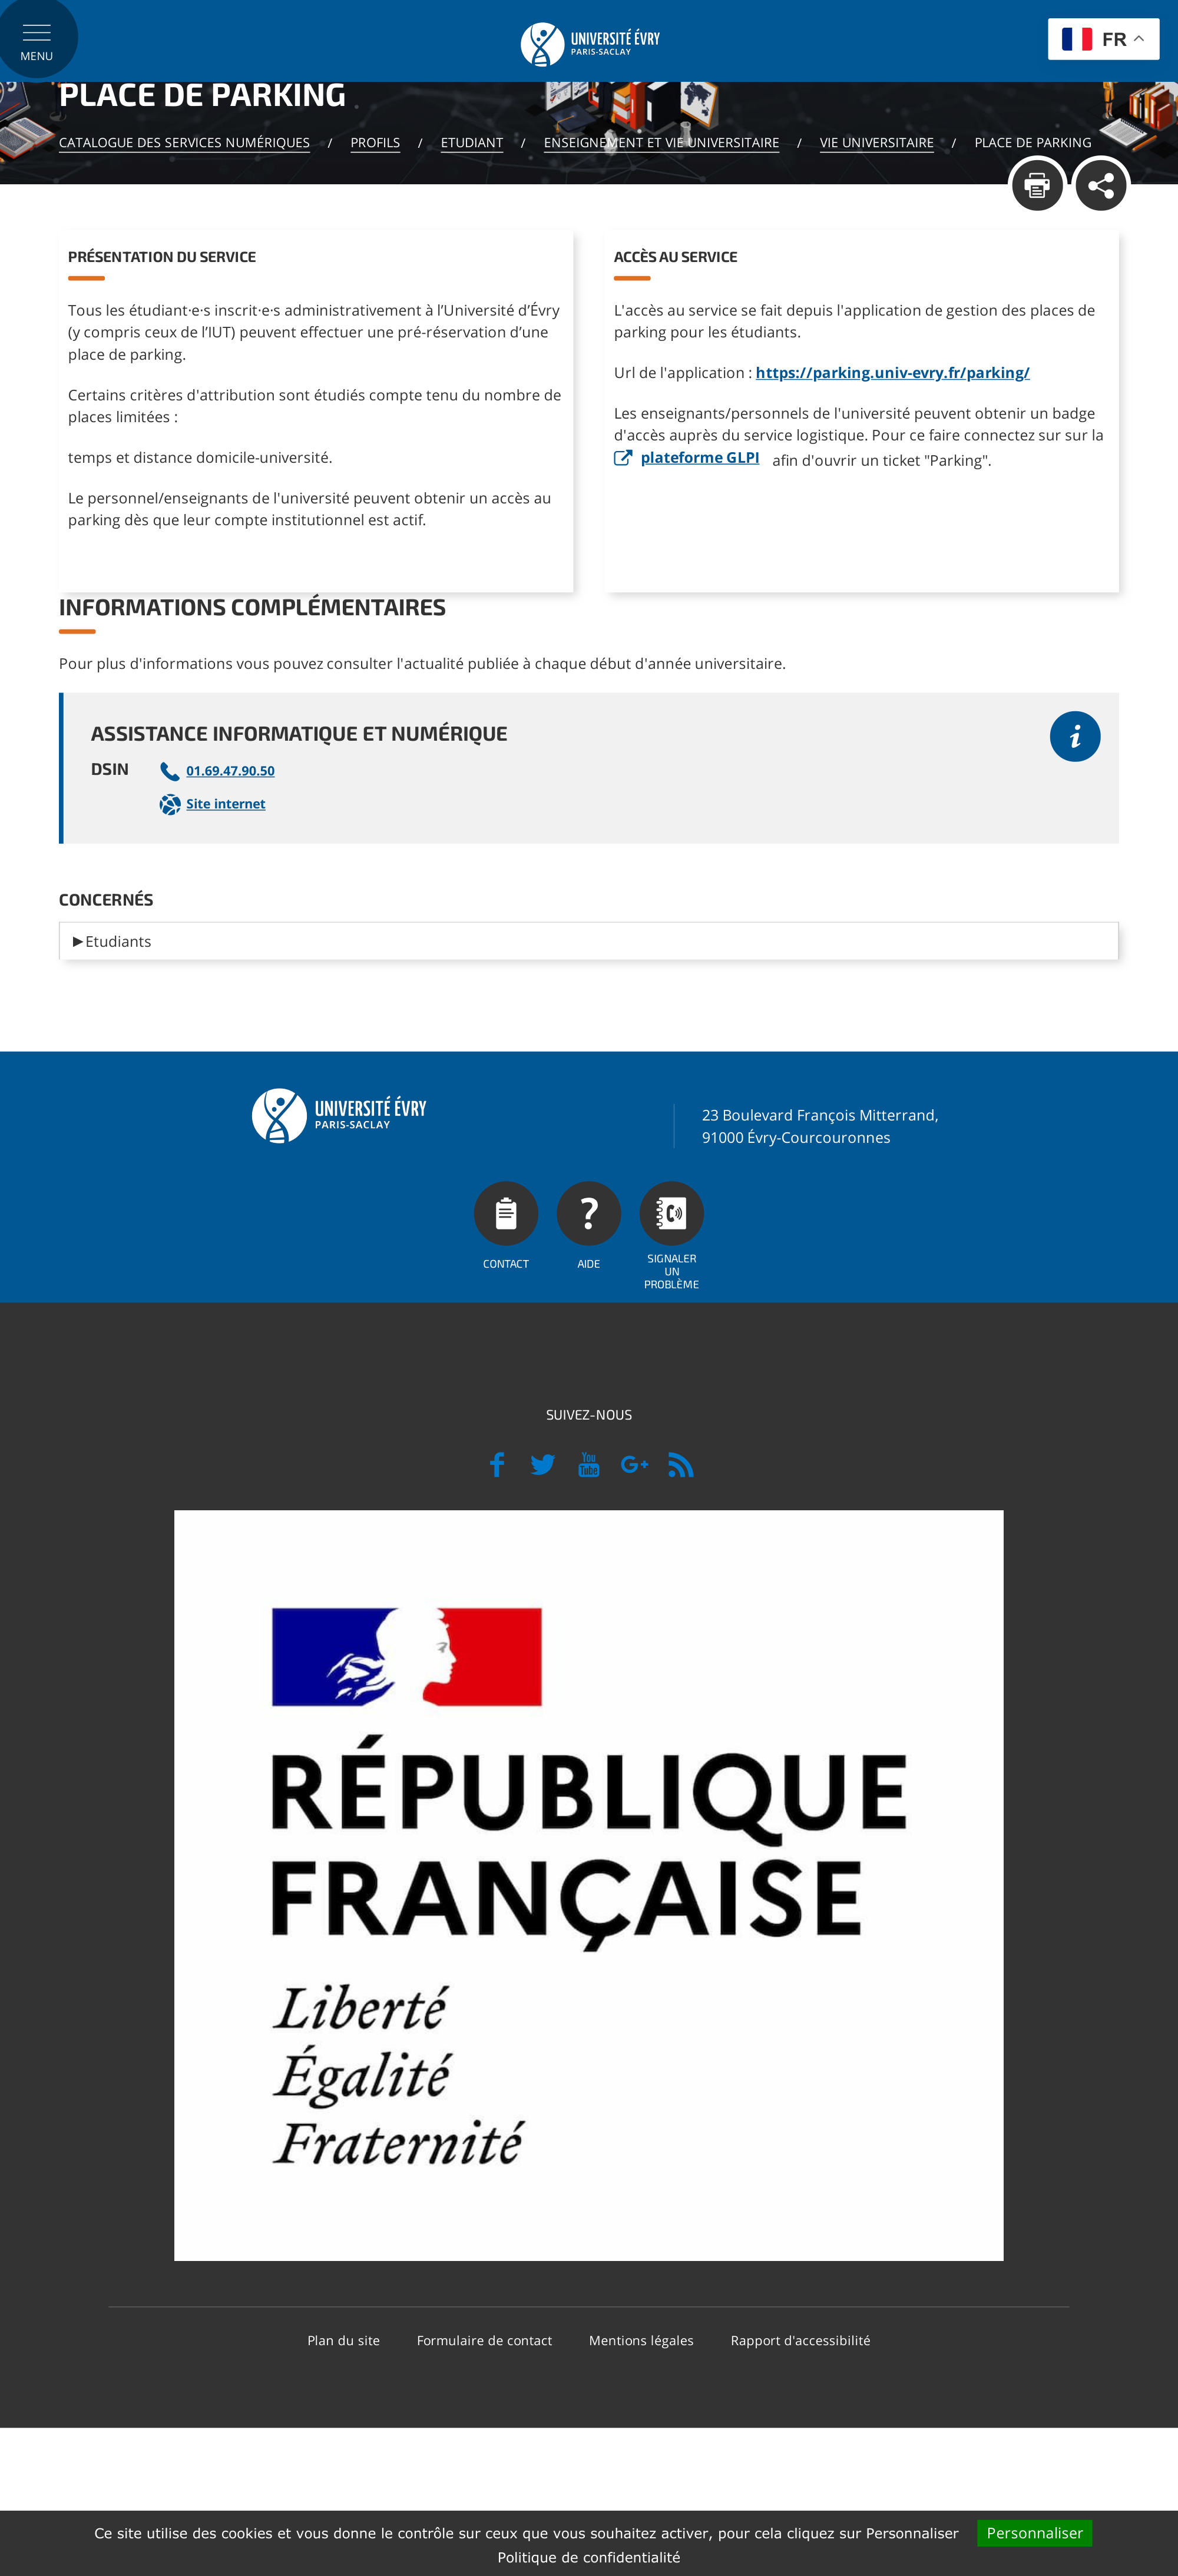 MENU
UNIVERSITÉ ÉVRY
PARIS-SACLAY
FR
PLACE DE PARKING
CATALOGUE DES SERVICES NUMÉRIQUES / PROFILS / ETUDIANT / ENSEIGNEMENT ET VIE UNIVERSITAIRE / VIE UNIVERSITAIRE / PLACE DE PARKING
PRÉSENTATION DU SERVICE
Tous les étudiant·e·s inscrit·e·s administrativement à l’Université d’Évry
(y compris ceux de l’IUT) peuvent effectuer une pré-réservation d’une
place de parking.
Certains critères d'attribution sont étudiés compte tenu du nombre de
places limitées :
temps et distance domicile-université.
Le personnel/enseignants de l'université peuvent obtenir un accès au
parking dès que leur compte institutionnel est actif.
ACCÈS AU SERVICE
L'accès au service se fait depuis l'application de gestion des places de
parking pour les étudiants.
Url de l'application : https://parking.univ-evry.fr/parking/
Les enseignants/personnels de l'université peuvent obtenir un badge
d'accès auprès du service logistique. Pour ce faire connectez sur sur la
plateforme GLPI afin d'ouvrir un ticket "Parking".
INFORMATIONS COMPLÉMENTAIRES
Pour plus d'informations vous pouvez consulter l'actualité publiée à chaque début d'année universitaire.
ASSISTANCE INFORMATIQUE ET NUMÉRIQUE
DSIN 01.69.47.90.50
Site internet
CONCERNÉS
Etudiants
UNIVERSITÉ ÉVRY
PARIS-SACLAY
23 Boulevard François Mitterrand,
91000 Évry-Courcouronnes
CONTACT
AIDE
SIGNALER
UN
PROBLÈME
SUIVEZ-NOUS
You
Tube
G+
RÉPUBLIQUE
FRANÇAISE
Liberté
Égalité
Fraternité
Plan du site Formulaire de contact Mentions légales Rapport d'accessibilité
Ce site utilise des cookies et vous donne le contrôle sur ceux que vous souhaitez activer, pour cela cliquez sur Personnaliser Personnaliser
Politique de confidentialité